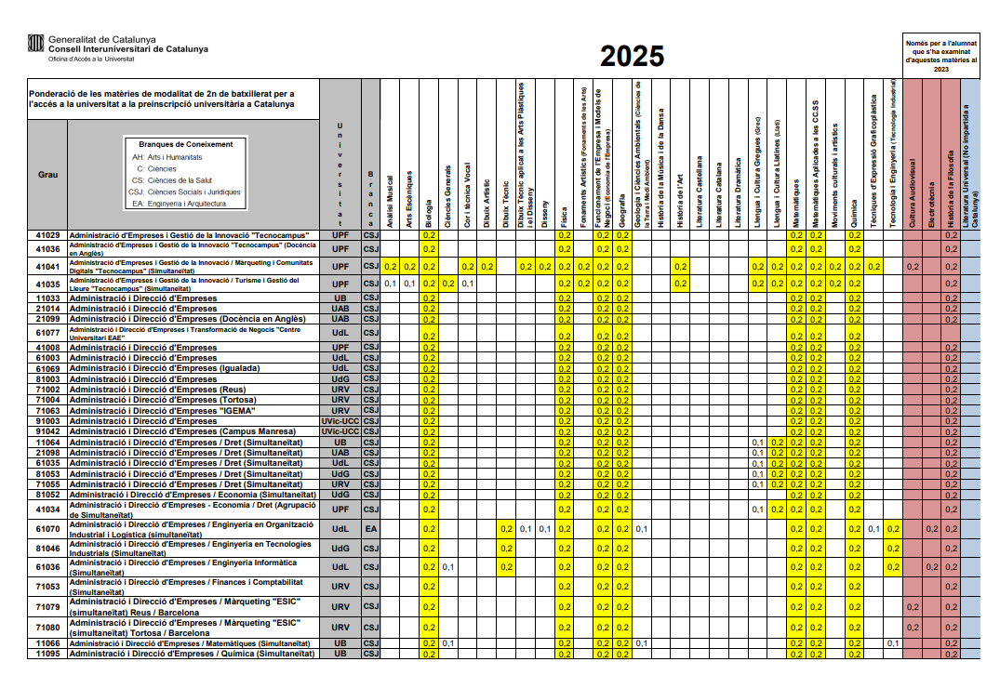 Generalitat de Catalunya
Consell Interuniversitari de Catalunya
Oficina d'Accés a la Universitat
2025
Només per a l'alumnat
que s'ha examinat
d'aquestes matèries al
2023
Ponderació de les matèries de modalitat de 2n de batxillerat per a
l'accés a la universitat a la preinscripció universitària a Catalunya
Grau
Branques de Coneixement
AH: Arts i Humanitats
C: Ciències
CS: Ciències de la Salut
CSJ: Ciències Socials i Jurídiques
EA: Enginyeria i Arquitectura
Universitat
Branca
Anàlisi Musical
Arts Escèniques
Biologia
Ciències Generals
Cor i tècnica Vocal
Dibuix Artístic
Dibuix Tècnic
Dibuix Tècnic aplicat a les Arts Plàstiques
i el Disseny
Disseny
Física
Fonaments Artístics (Fonaments de les Arts)
Funcionament de l'Empresa i Models de
Negoci (Economia de l'Empresa)
Geografia
Geologia i Ciències Ambientals (Ciències de
la Terra i Medi Ambient)
Història de la Música i de la Dansa
Història de l'Art
Literatura Castellana
Literatura Catalana
Literatura Dramàtica
Llengua i Cultura Gregues (Grec)
Llengua i Cultura Llatines (Llatí)
Matemàtiques
Matemàtiques Aplicades a les CC.SS
Moviments culturals i artístics
Química
Tècniques d'Expressió Graficoplàstica
Tecnologia i Enginyeria (Tecnologia Industrial)
Cultura Audiovisual
Electrotècnia
Història de la Filosofia
Literatura Universal (No impartida a
Catalunya)
41029 Administració d'Empreses i Gestió de la Innovació "Tecnocampus" UPF CSJ 0,2 0,2 0,2 0,2 0,2 0,2 0,2 0,2
41036 Administració d'Empreses i Gestió de la Innovació "Tecnocampus" (Docència
en Anglès) UPF CSJ 0,2 0,2 0,2 0,2 0,2 0,2 0,2 0,2
41041 Administració d'Empreses i Gestió de la Innovació / Màrqueting i Comunitats
Digitals "Tecnocampus" (Simultaneïtat) UPF CSJ 0,2 0,2 0,2 0,2 0,2 0,2 0,2 0,2 0,2 0,2 0,2 0,2 0,2 0,2 0,2 0,2 0,2 0,2 0,2 0,2 0,2
41035 Administració d'Empreses i Gestió de la Innovació / Turisme i Gestió del
Lleure "Tecnocampus" (Simultaneïtat) UPF CSJ 0,1 0,1 0,2 0,2 0,1 0,2 0,2 0,2 0,2 0,2 0,2 0,2 0,2 0,2 0,2 0,2 0,2
11033 Administració i Direcció d'Empreses UB CSJ 0,2 0,2 0,2 0,2 0,2 0,2 0,2 0,2
21014 Administració i Direcció d'Empreses UAB CSJ 0,2 0,2 0,2 0,2 0,2 0,2 0,2 0,2
21099 Administració i Direcció d'Empreses (Docència en Anglès) UAB CSJ 0,2 0,2 0,2 0,2 0,2 0,2 0,2 0,2
61077 Administració i Direcció d'Empreses i Transformació de Negocis "Centre
Universitari EAE" UdL CSJ 0,2 0,2 0,2 0,2 0,2 0,2 0,2 0,2
41008 Administració i Direcció d'Empreses UPF CSJ 0,2 0,2 0,2 0,2 0,2 0,2 0,2 0,2
61003 Administració i Direcció d'Empreses UdL CSJ 0,2 0,2 0,2 0,2 0,2 0,2 0,2 0,2
61069 Administració i Direcció d'Empreses (Igualada) UdL CSJ 0,2 0,2 0,2 0,2 0,2 0,2 0,2 0,2
81003 Administració i Direcció d'Empreses UdG CSJ 0,2 0,2 0,2 0,2 0,2 0,2 0,2 0,2
71002 Administració i Direcció d'Empreses (Reus) URV CSJ 0,2 0,2 0,2 0,2 0,2 0,2 0,2 0,2
71004 Administració i Direcció d'Empreses (Tortosa) URV CSJ 0,2 0,2 0,2 0,2 0,2 0,2 0,2 0,2
71063 Administració i Direcció d'Empreses "IGEMA" URV CSJ 0,2 0,2 0,2 0,2 0,2 0,2 0,2 0,2
91003 Administració i Direcció d'Empreses UVic-UCC CSJ 0,2 0,2 0,2 0,2 0,2 0,2 0,2 0,2
91042 Administració i Direcció d'Empreses (Campus Manresa) UVic-UCC CSJ 0,2 0,2 0,2 0,2 0,2 0,2 0,2 0,2
11064 Administració i Direcció d'Empreses / Dret (Simultaneïtat) UB CSJ 0,2 0,2 0,2 0,2 0,1 0,2 0,2 0,2 0,2 0,2
21098 Administració i Direcció d'Empreses / Dret (Simultaneïtat) UAB CSJ 0,2 0,2 0,2 0,2 0,1 0,2 0,2 0,2 0,2 0,2
61035 Administració i Direcció d'Empreses / Dret (Simultaneïtat) UdL CSJ 0,2 0,2 0,2 0,2 0,1 0,2 0,2 0,2 0,2 0,2
81053 Administració i Direcció d'Empreses / Dret (Simultaneïtat) UdG CSJ 0,2 0,2 0,2 0,2 0,1 0,2 0,2 0,2 0,2 0,2
71055 Administració i Direcció d'Empreses / Dret (Simultaneïtat) URV CSJ 0,2 0,2 0,2 0,2 0,1 0,2 0,2 0,2 0,2 0,2
81052 Administració i Direcció d'Empreses / Economia (Simultaneïtat) UdG CSJ 0,2 0,2 0,2 0,2 0,2 0,2 0,2 0,2
41034 Administració i Direcció d'Empreses - Economia / Dret (Agrupació
de Simultaneïtat) UPF CSJ 0,2 0,2 0,2 0,2 0,1 0,2 0,2 0,2 0,2 0,2
61070 Administració i Direcció d'Empreses / Enginyeria en Organització
Industrial i Logística (simultaneïtat) UdL EA 0,2 0,2 0,1 0,1 0,2 0,2 0,2 0,1 0,2 0,2 0,2 0,1 0,2 0,2 0,2
81046 Administració i Direcció d'Empreses / Enginyeria en Tecnologies
Industrials (Simultaneïtat) UdG CSJ 0,2 0,2 0,2 0,2 0,2 0,2 0,2 0,2 0,2 0,2
61036 Administració i Direcció d'Empreses / Enginyeria Informàtica
(Simultaneïtat) UdL CSJ 0,2 0,1 0,2 0,2 0,2 0,2 0,2 0,2 0,2 0,2 0,2 0,2
71053 Administració i Direcció d'Empreses / Finances i Comptabilitat
(Simultaneïtat) URV CSJ 0,2 0,2 0,2 0,2 0,2 0,2 0,2 0,2
71079 Administració i Direcció d'Empreses / Màrqueting "ESIC"
(simultaneïtat) Reus / Barcelona URV CSJ 0,2 0,2 0,2 0,2 0,2 0,2 0,2 0,2 0,2
71080 Administració i Direcció d'Empreses / Màrqueting "ESIC"
(simultaneïtat) Tortosa / Barcelona URV CSJ 0,2 0,2 0,2 0,2 0,2 0,2 0,2 0,2 0,2
11066 Administració i Direcció d'Empreses / Matemàtiques (Simultaneïtat) UB CSJ 0,2 0,1 0,2 0,2 0,2 0,1 0,2 0,2 0,2 0,1 0,2
11095 Administració i Direcció d'Empreses / Química (Simultaneïtat) UB CSJ 0,2 0,2 0,2 0,2 0,2 0,2 0,2 0,2